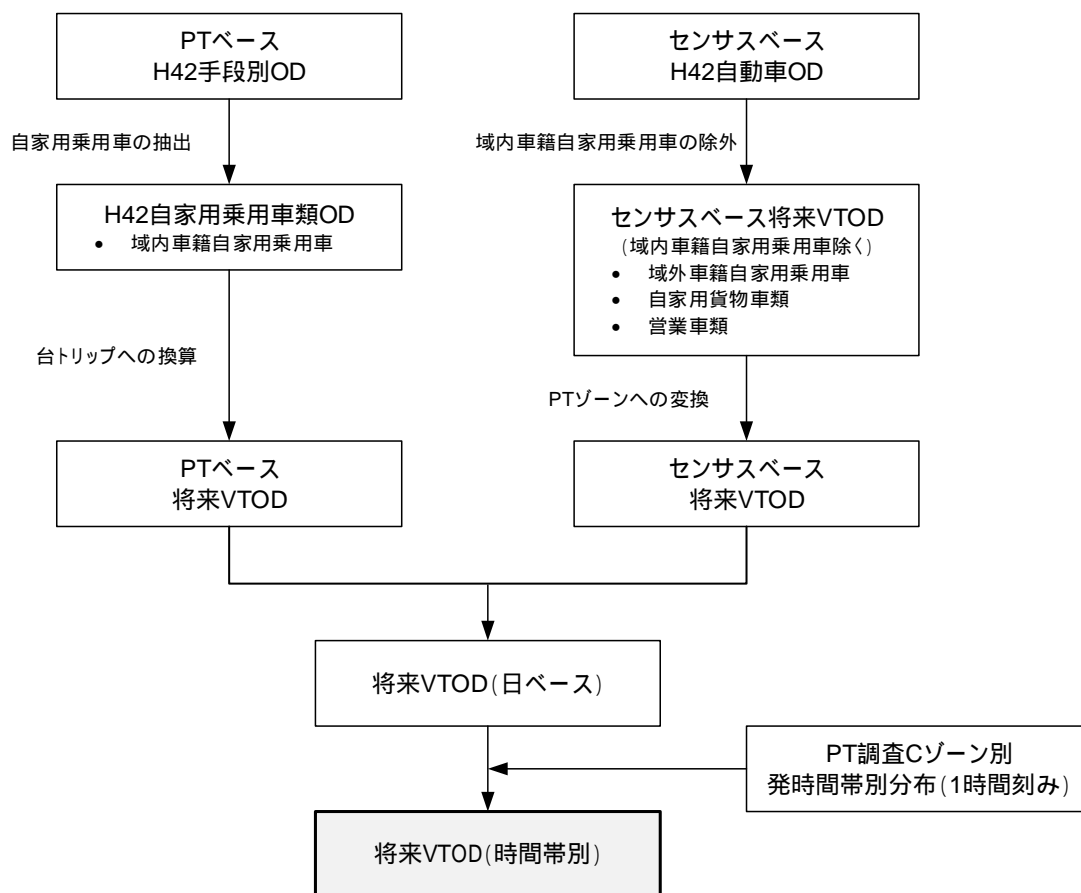 PTベース
H42手段別OD
センサスベース
H42自動車OD
自家用乗用車の抽出
域内車籍自家用乗用車の除外
H42自家用乗用車類OD
• 域内車籍自家用乗用車
センサスベース将来VTOD
(域内車籍自家用乗用車除く)
• 域外車籍自家用乗用車
• 自家用貨物車類
• 営業車類
台トリップへの換算
PTゾーンへの変換
PTベース
将来VTOD
センサスベース
将来VTOD
将来VTOD(日ベース)
PT調査Cゾーン別
発時間帯別分布(1時間刻み)
将来VTOD(時間帯別)